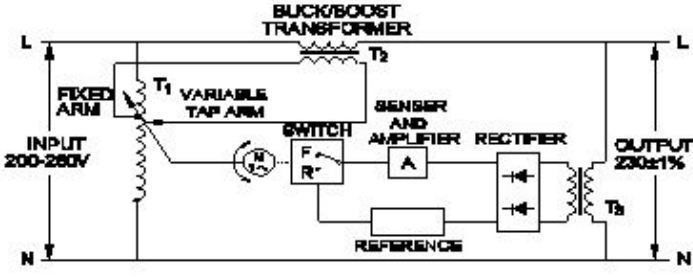 BUCK/BOOST
TRANSFORMER
L
L
T2
T1
FIXED
ARM
VARIABLE
TAP ARM
SENSER
AND
AMPLIFIER
SWITCH
RECTIFIER
INPUT
200-260V
M
F
R
A
OUTPUT
230±1%
T3
REFERENCE
N
N